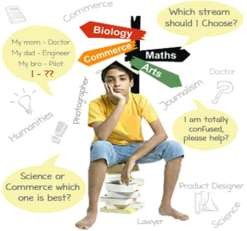 Commerce
Which stream
should I Choose?
My mom - Doctor
My dad - Engineer
My bro - Pilot
I - ??
Biology
Commerce
Maths
Arts
Photographer
Doctor
Journalism
Humanities
I am totally
confused,
please help?
Science or
Commerce which
one is best?
Product Designer
Lawyer
Science